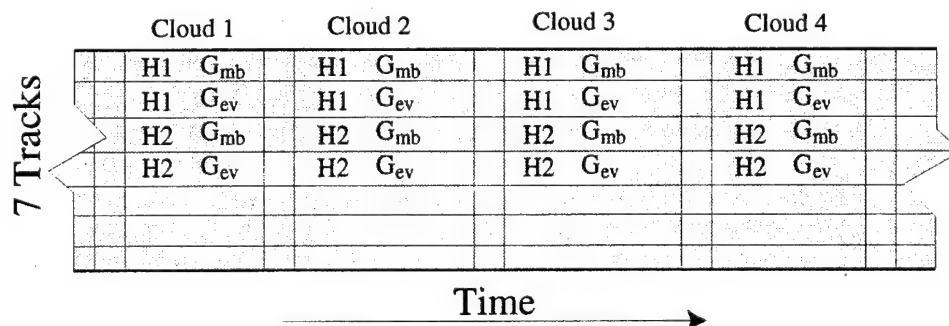 Cloud 1 Cloud 2 Cloud 3 Cloud 4
7 Tracks
H1 Gmb H1 Gmb H1 Gmb H1 Gmb
H1 Gev H1 Gev H1 Gev H1 Gev
H2 Gmb H2 Gmb H2 Gmb H2 Gmb
H2 Gev H2 Gev H2 Gev H2 Gev
Time